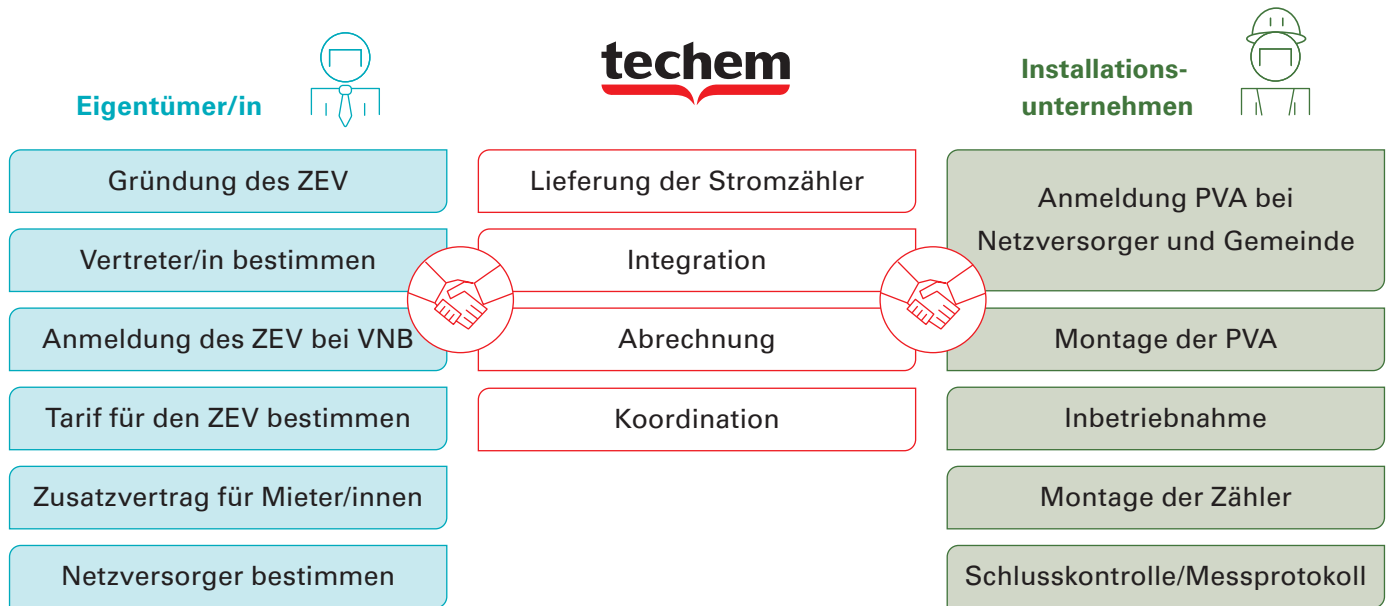 Eigentümer/in
techem
Installations-
unternehmen
Gründung des ZEV
Vertreter/in bestimmen
Anmeldung des ZEV bei VNB
Tarif für den ZEV bestimmen
Zusatzvertrag für Mieter/innen
Netzversorger bestimmen
Lieferung der Stromzähler
Integration
Abrechnung
Koordination
Anmeldung PVA bei
Netzversorger und Gemeinde
Montage der PVA
Inbetriebnahme
Montage der Zähler
Schlusskontrolle/Messprotokoll